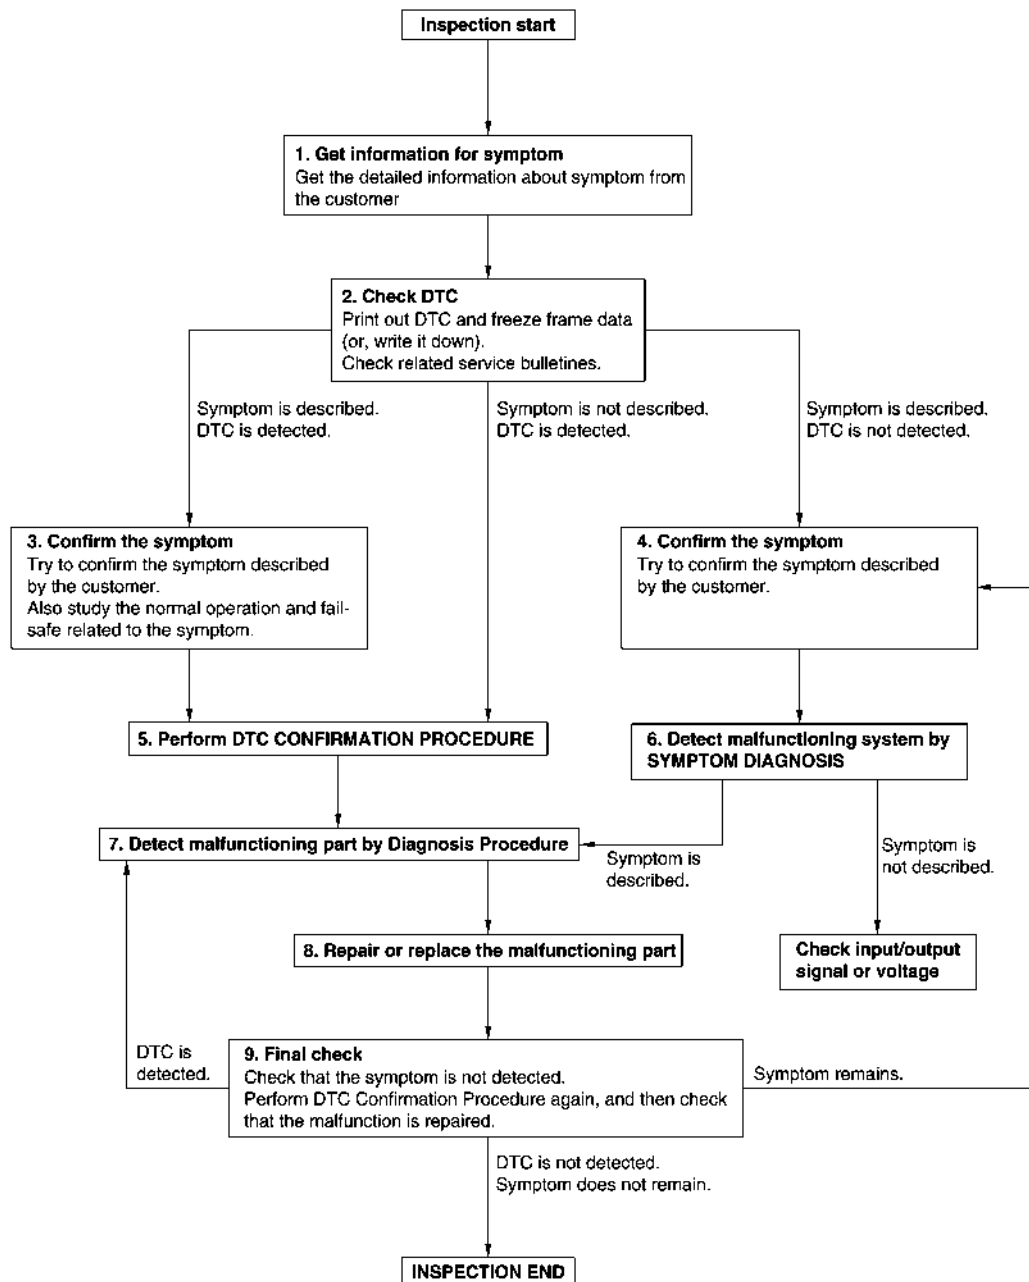 Inspection start
1. Get information for symptom
Get the detailed information about symptom from
the customer
2. Check DTC
Print out DTC and freeze frame data
(or, write it down).
Check related service bulletines.
Symptom is described.
DTC is detected.
Symptom is not described.
DTC is detected.
Symptom is described.
DTC is not detected.
3. Confirm the symptom
Try to confirm the symptom described
by the customer.
Also study the normal operation and fail-
safe related to the symptom.
4. Confirm the symptom
Try to confirm the symptom described
by the customer.
5. Perform DTC CONFIRMATION PROCEDURE
6. Detect malfunctioning system by
SYMPTOM DIAGNOSIS
7. Detect malfunctioning part by Diagnosis Procedure
Symptom is
described.
Symptom is
not described.
8. Repair or replace the malfunctioning part
Check input/output
signal or voltage
DTC is
detected.
9. Final check
Check that the symptom is not detected.
Perform DTC Confirmation Procedure again, and then check
that the malfunction is repaired.
Symptom remains.
DTC is not detected.
Symptom does not remain.
INSPECTION END